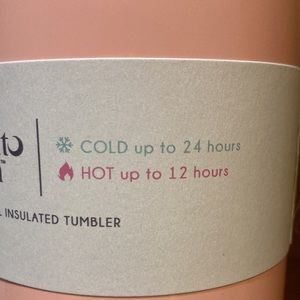 COLD up to 24 hours
HOT up to 12 hours
INSULATED TUMBLER